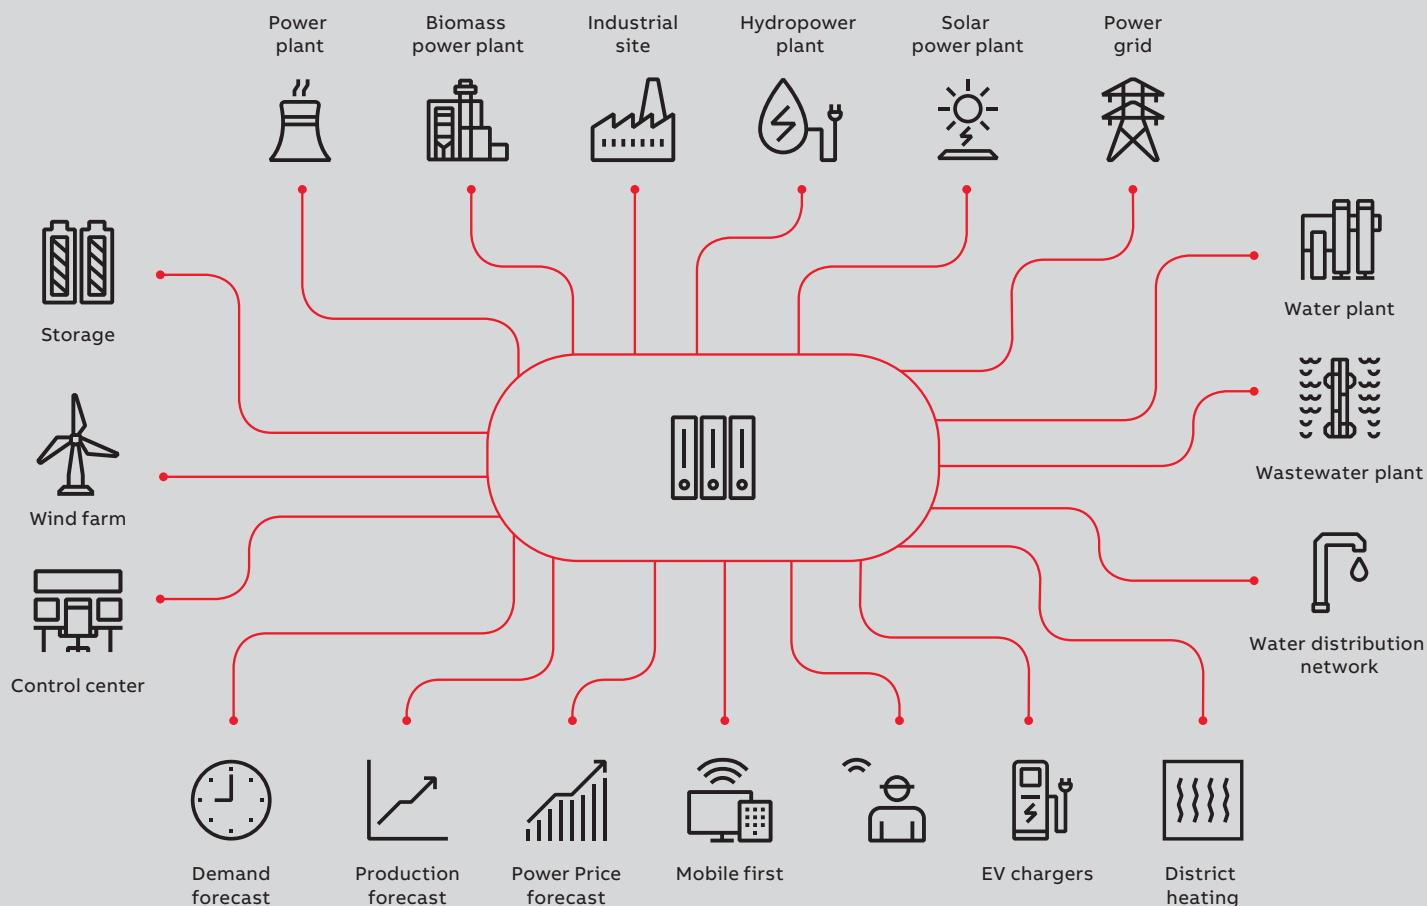 Power
plant
Biomass
power plant
Industrial
site
Hydropower
plant
Solar
power plant
Power
grid
Storage
Water plant
Wind farm
Wastewater plant
Control center
Water distribution
network
Demand
forecast
Production
forecast
Power Price
forecast
Mobile first
EV chargers
District
heating